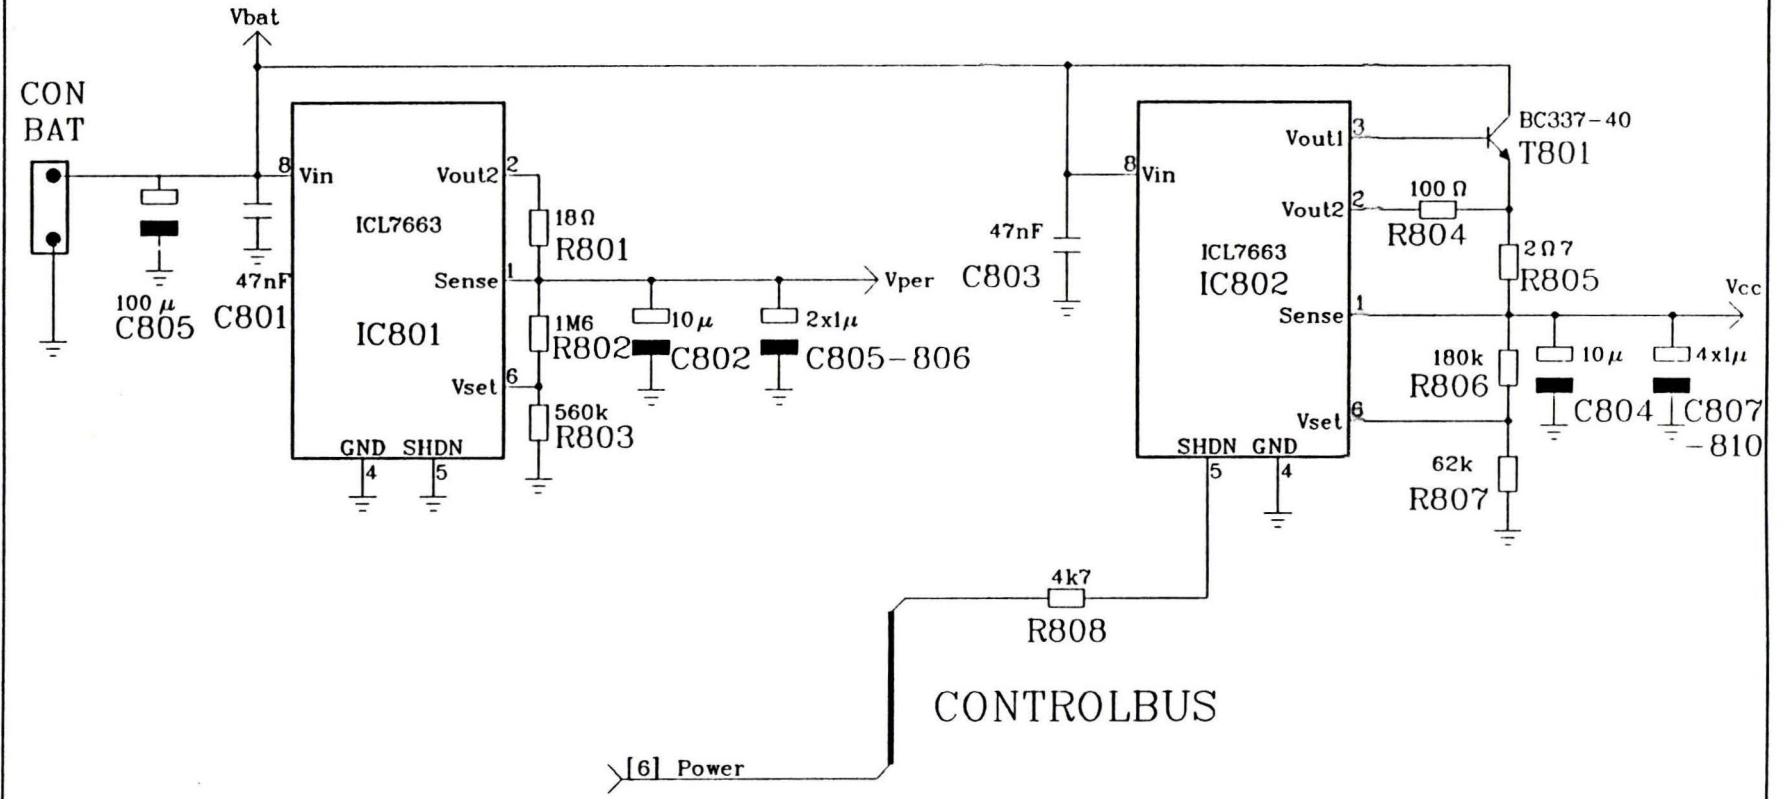 Vbat
CON
BAT
8
Vin
Vout2
2
ICL7663
18Ω
R801
47nF
C801
100 µ
C805
Sense
1
Vper
IC801
1M6
R802
10µ
C802
2x1µ
C805-806
Vset
6
560k
R803
GND
SHDN
4
5
8
Vin
47nF
C803
Vout1
3
BC337-40
T801
Vout2
2
100 Ω
R804
ICL7663
IC802
2Ω7
R805
Sense
1
Vcc
180k
R806
10µ
C804
4x1µ
C807
-810
Vset
6
62k
R807
SHDN
GND
5
4
4k7
R808
CONTROLBUS
[6] Power